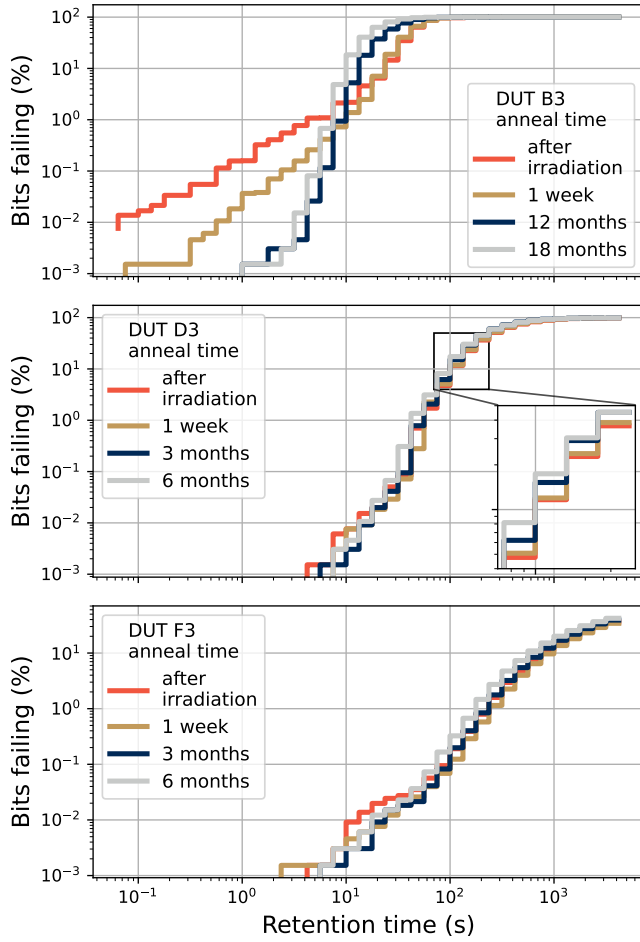 10²
10¹
10⁰
10⁻¹
10⁻²
10⁻³
Bits failing (%)
DUT B3
anneal time
after
irradiation
1 week
12 months
18 months
10²
10¹
10⁰
10⁻¹
10⁻²
10⁻³
Bits failing (%)
DUT D3
anneal time
after
irradiation
1 week
3 months
6 months
10¹
10⁰
10⁻¹
10⁻²
10⁻³
Bits failing (%)
DUT F3
anneal time
after
irradiation
1 week
3 months
6 months
10⁻¹ 10⁰ 10¹ 10² 10³
Retention time (s)